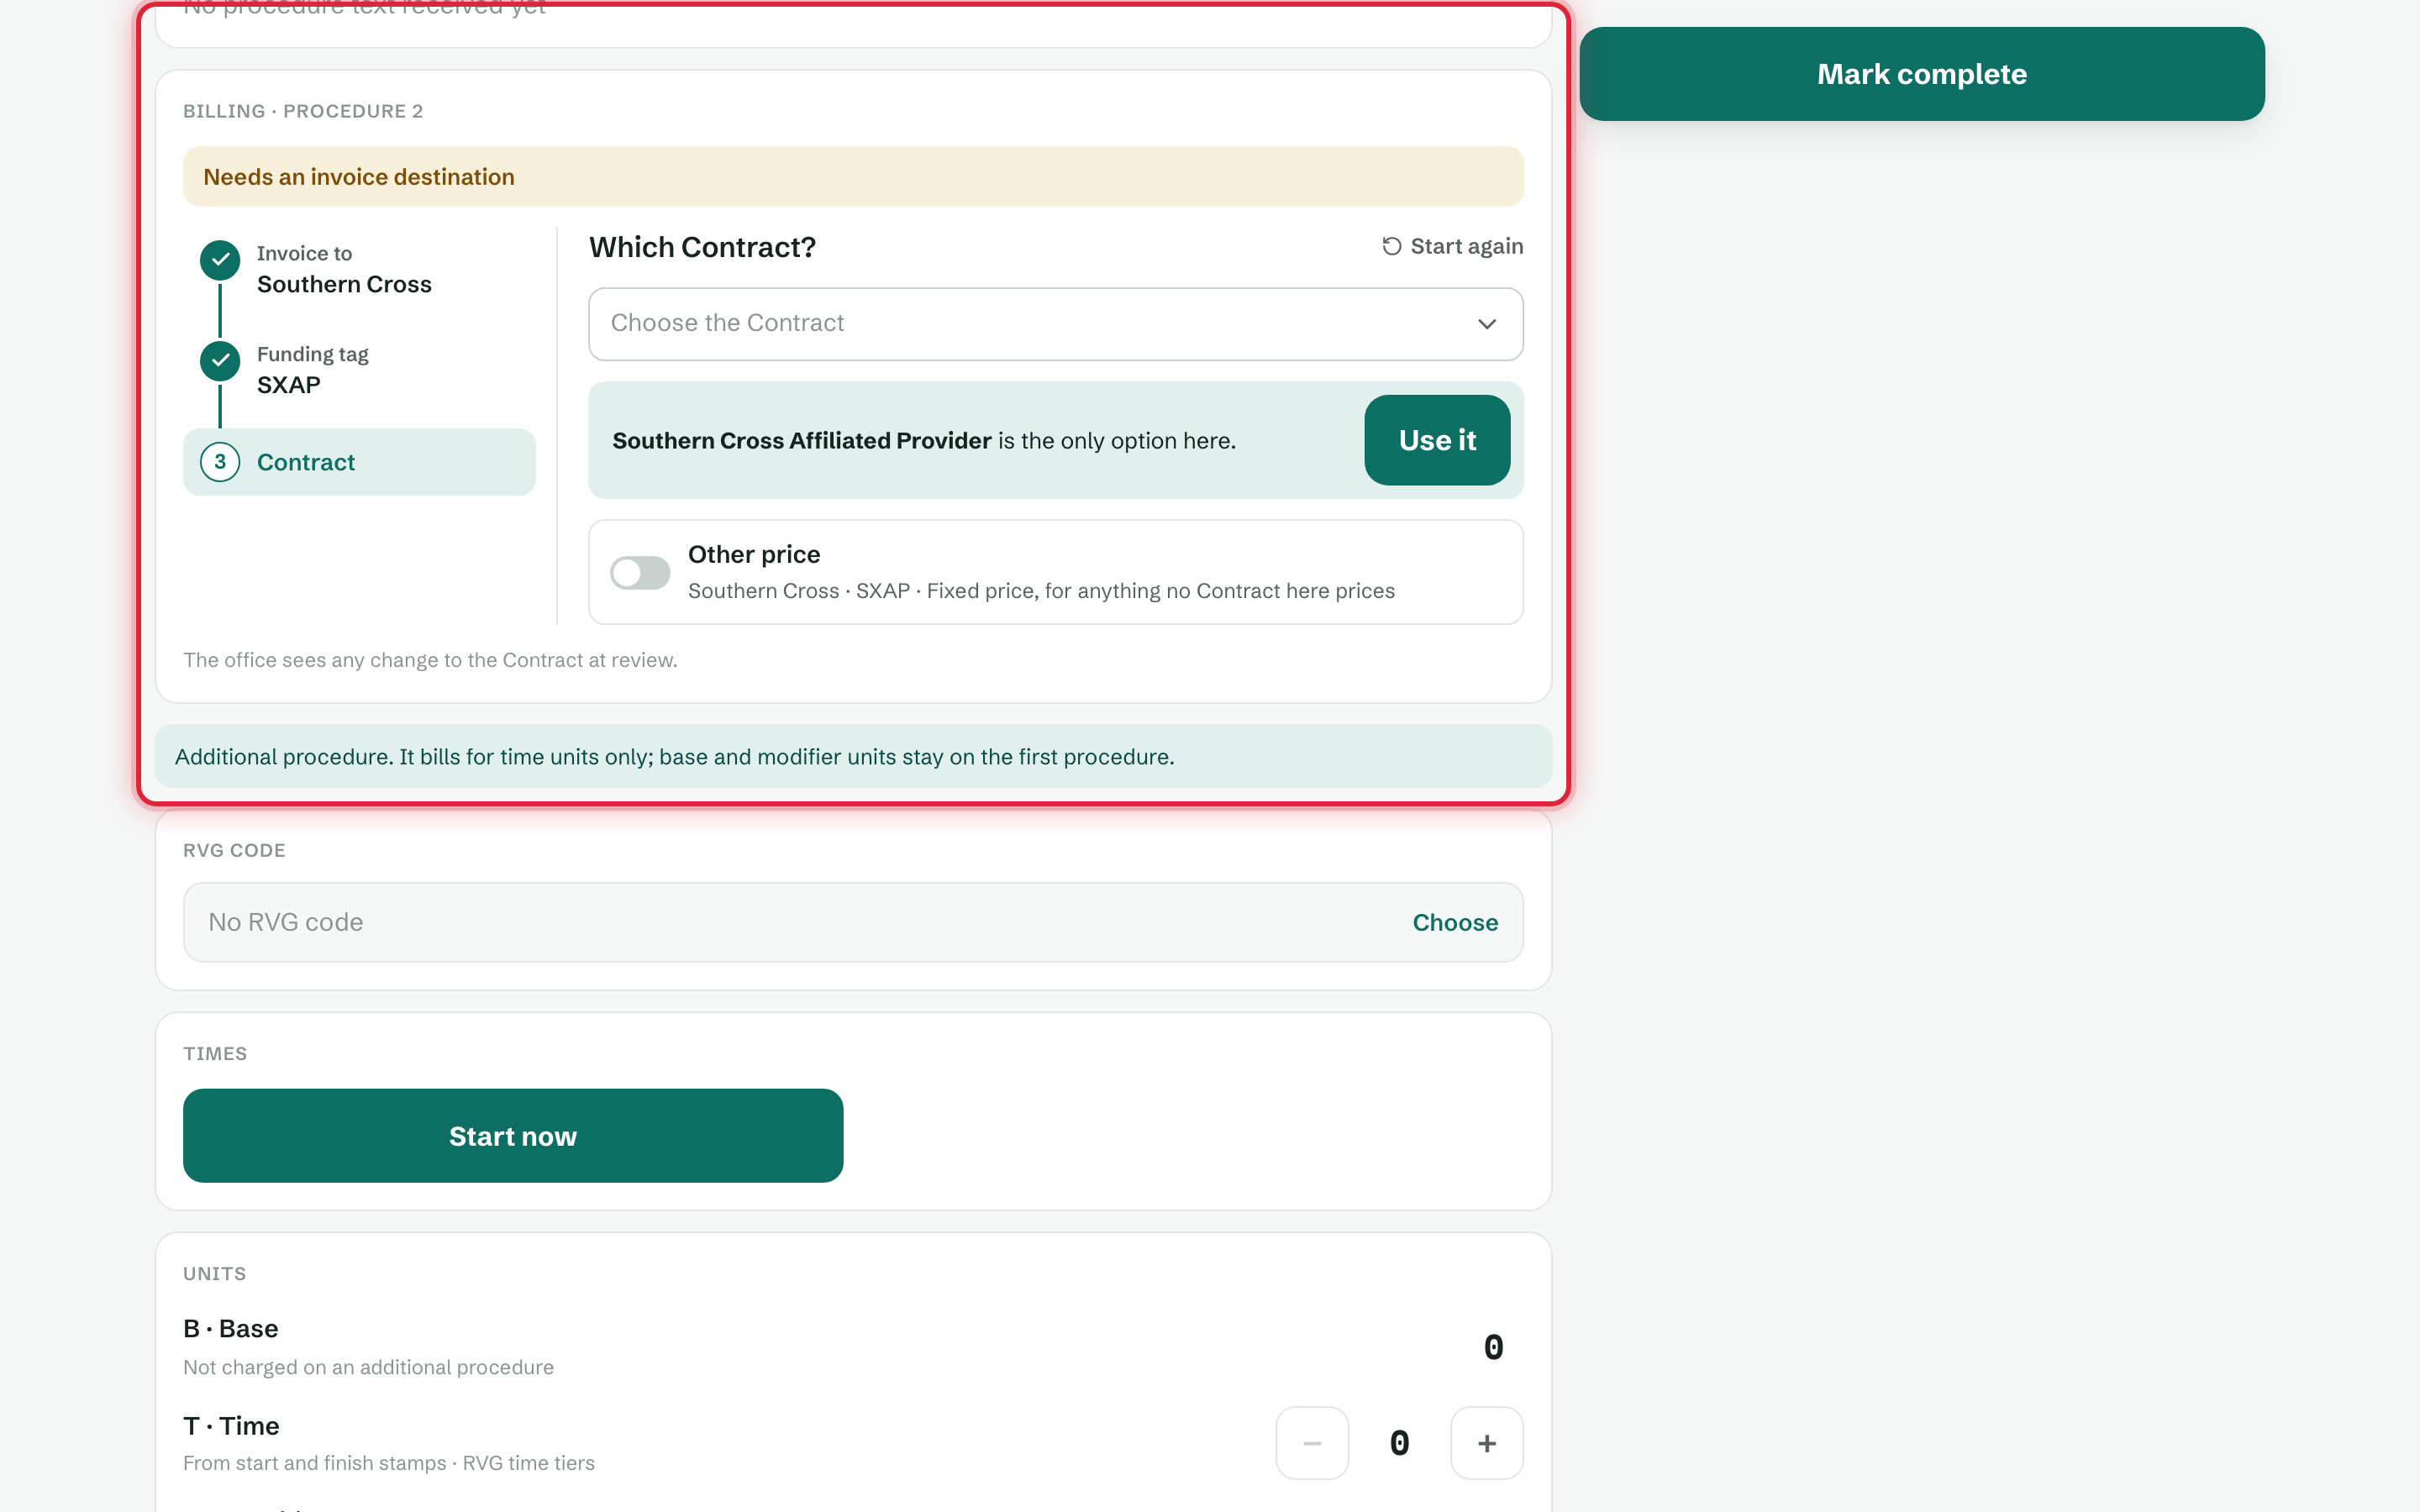 No procedure text received yet
Mark complete
BILLING · PROCEDURE 2
Needs an invoice destination
Invoice to
Southern Cross
Funding tag
SXAP
3 Contract
Which Contract?
Start again
Choose the Contract
Southern Cross Affiliated Provider is the only option here.
Use it
Other price
Southern Cross · SXAP · Fixed price, for anything no Contract here prices
The office sees any change to the Contract at review.
Additional procedure. It bills for time units only; base and modifier units stay on the first procedure.
RVG CODE
No RVG code
Choose
TIMES
Start now
UNITS
B · Base
Not charged on an additional procedure
0
T · Time
From start and finish stamps · RVG time tiers
− 0 +